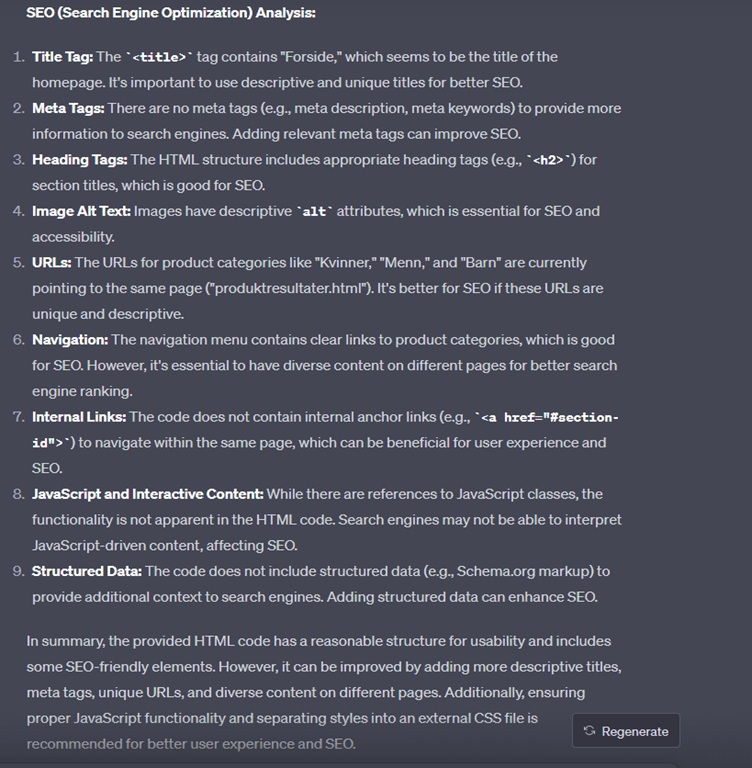 SEO (Search Engine Optimization) Analysis:
1. Title Tag: The `<title>` tag contains "Forside," which seems to be the title of the
homepage. It's important to use descriptive and unique titles for better SEO.
2. Meta Tags: There are no meta tags (e.g., meta description, meta keywords) to provide more
information to search engines. Adding relevant meta tags can improve SEO.
3. Heading Tags: The HTML structure includes appropriate heading tags (e.g., `<h2>`) for
section titles, which is good for SEO.
4. Image Alt Text: Images have descriptive `alt` attributes, which is essential for SEO and
accessibility.
5. URLs: The URLs for product categories like "Kvinner," "Menn," and "Barn" are currently
pointing to the same page ("produktresultater.html"). It's better for SEO if these URLs are
unique and descriptive.
6. Navigation: The navigation menu contains clear links to product categories, which is good
for SEO. However, it's essential to have diverse content on different pages for better search
engine ranking.
7. Internal Links: The code does not contain internal anchor links (e.g., `<a href="#section-
id">`) to navigate within the same page, which can be beneficial for user experience and
SEO.
8. JavaScript and Interactive Content: While there are references to JavaScript classes, the
functionality is not apparent in the HTML code. Search engines may not be able to interpret
JavaScript-driven content, affecting SEO.
9. Structured Data: The code does not include structured data (e.g., Schema.org markup) to
provide additional context to search engines. Adding structured data can enhance SEO.
In summary, the provided HTML code has a reasonable structure for usability and includes
some SEO-friendly elements. However, it can be improved by adding more descriptive titles,
meta tags, unique URLs, and diverse content on different pages. Additionally, ensuring
proper JavaScript functionality and separating styles into an external CSS file is
recommended for better user experience and SEO.
Regenerate